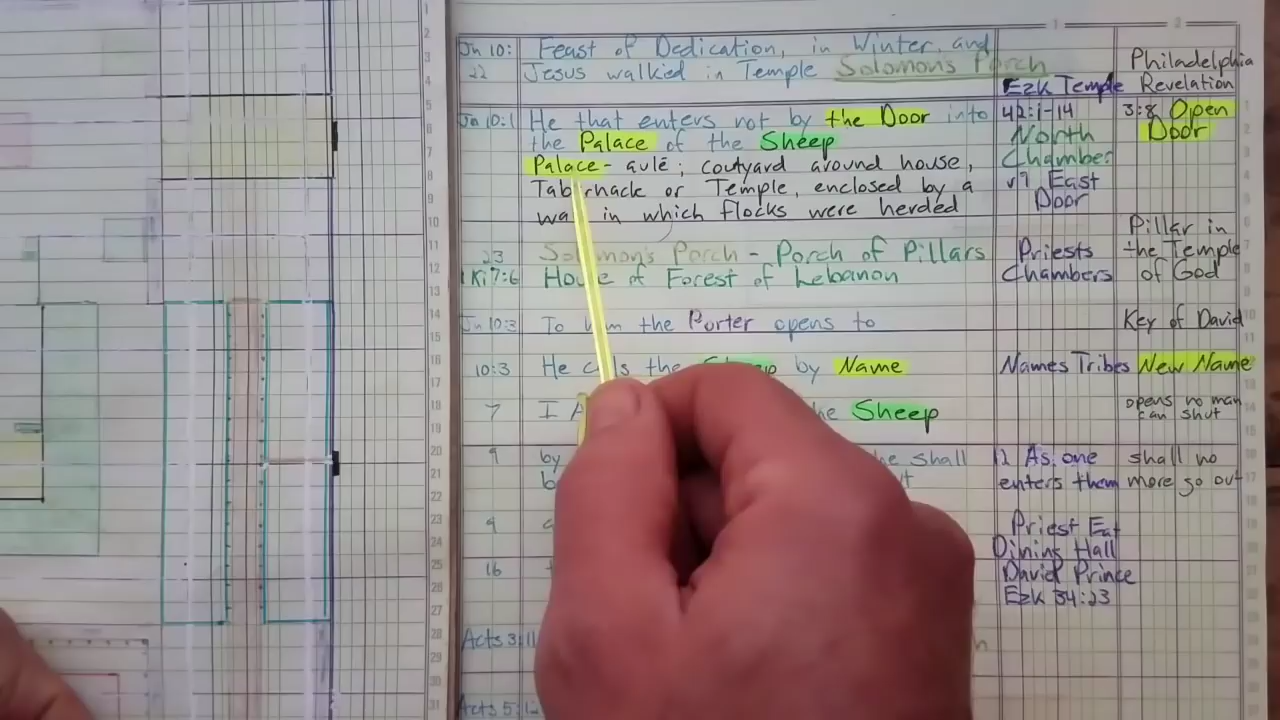 Jn 10: Feast of Dedication, in Winter, and
22 Jesus walked in Temple Solomons Porch
Philadelphia
Ezk Temple Revelation
Jn 10:1 He that enters not by the Door into 42:1-14 3:8 Open
the Palace of the Sheep North Door
Palace - aulē; coutyard around house, Chamber
Tab rnack or Temple, enclosed by a v9 East
wa in which flocks were herded Door
Pillar in
23 Solomons Porch - Porch of Pillars Priests the Temple
1 Ki 7:6 House of Forest of Lebanon Chambers of God
Jn 10:3 To the Porter opens to Key of David
10:3 He the by Name Names Tribes New Name
7 I Sheep opens no man
can shut
9 by he shall 12 As one shall no
enters them more go out
9 Priest Eat
Dining Hall
16 David Prince
Ezk 34:23
Acts 3:11
Acts 5:12